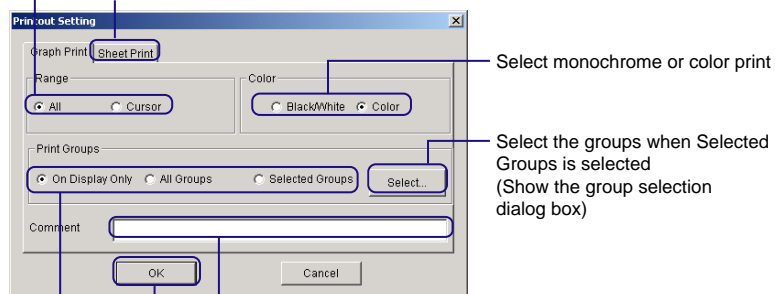 Printout Setting
Graph Print Sheet Print
Range Color
All Cursor Black/White Color
Select monochrome or color print
Print Groups
On Display Only All Groups Selected Groups Select...
Select the groups when Selected
Groups is selected
(Show the group selection
dialog box)
Comment
OK Cancel